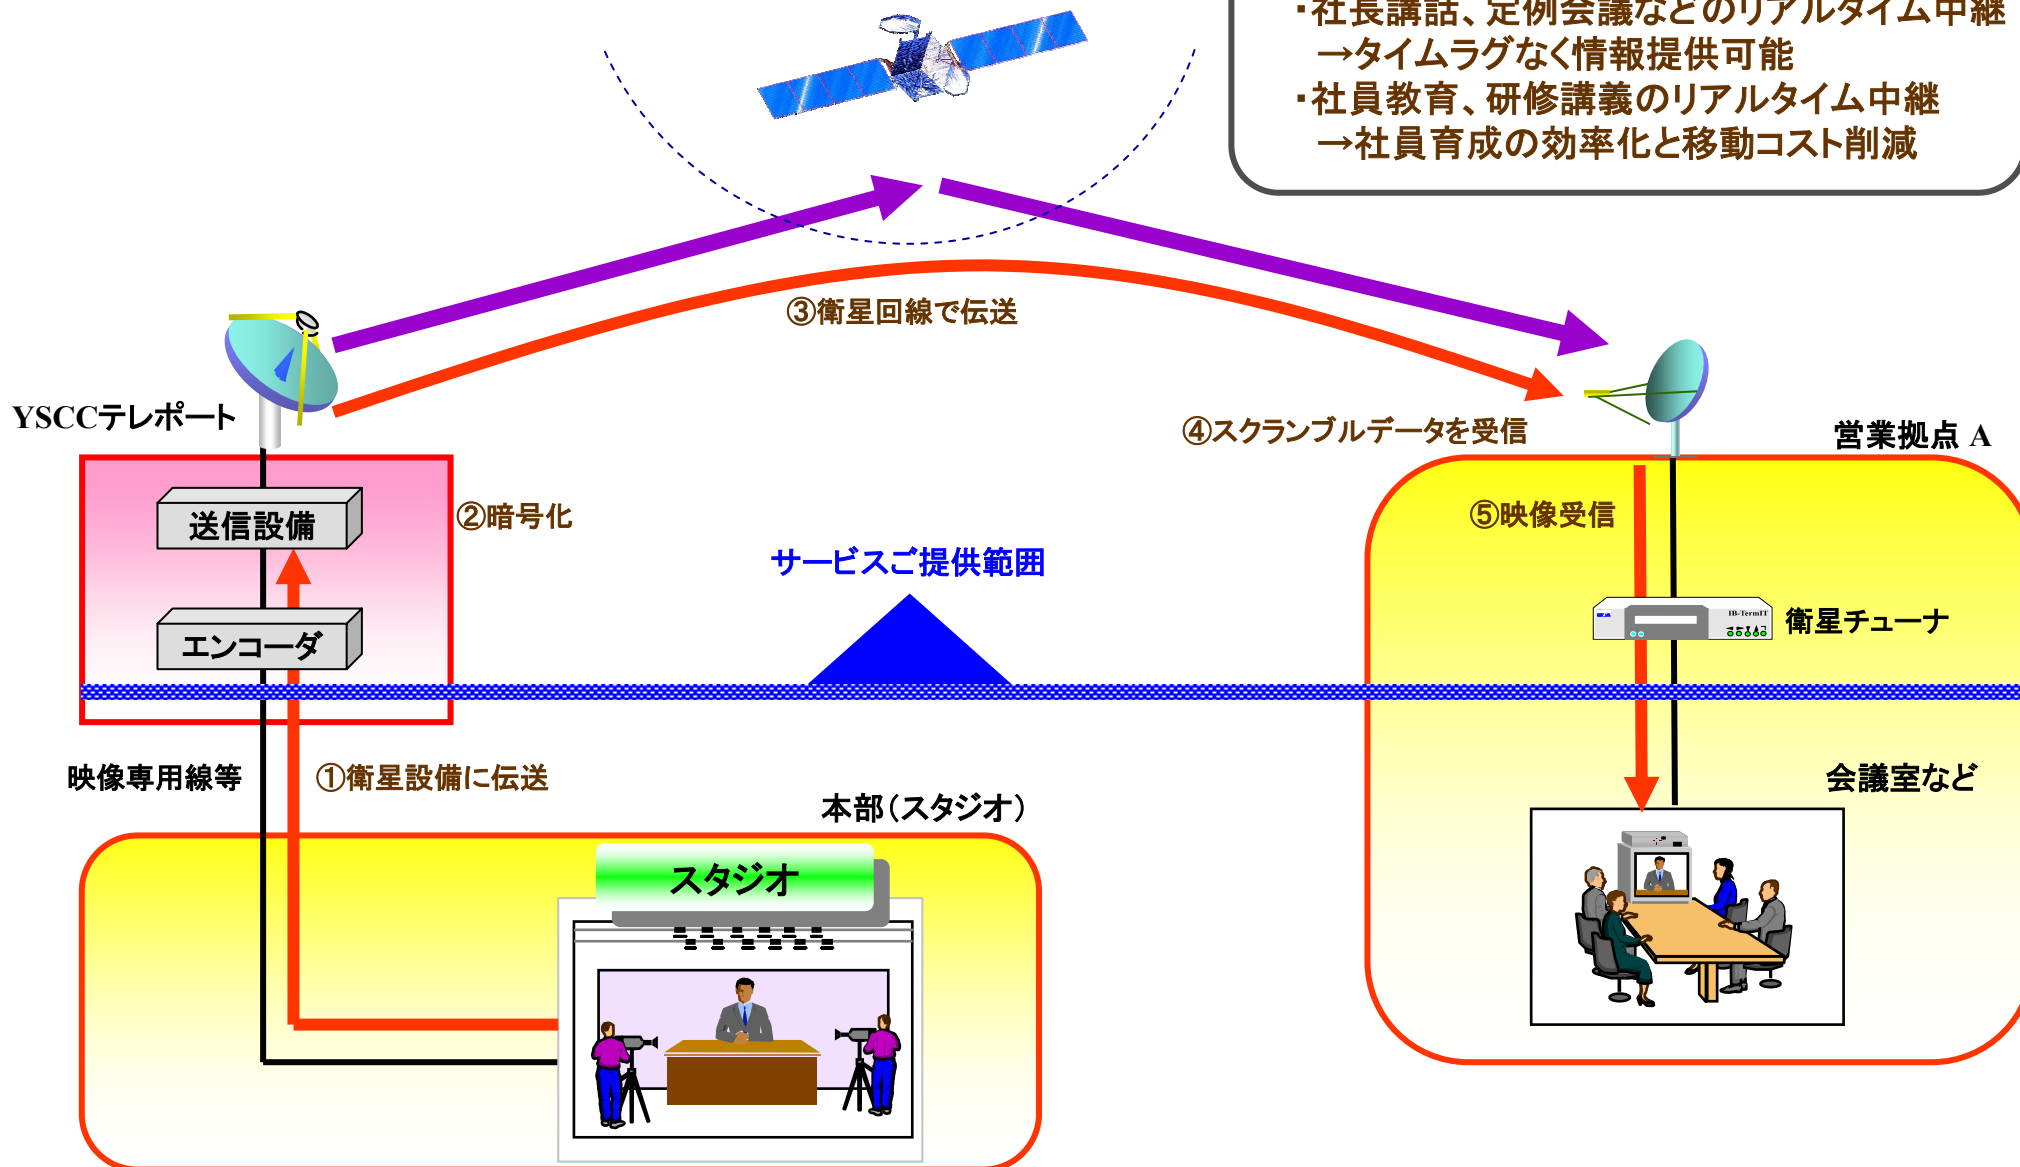 ・社長講話、定例会議などのリアルタイム中継
→タイムラグなく情報提供可能
・社員教育、研修講義のリアルタイム中継
→社員育成の効率化と移動コスト削減
③衛星回線で伝送
YSCCテレポート
④スクランブルデータを受信
営業拠点 A
送信設備
②暗号化
⑤映像受信
サービスご提供範囲
エンコーダ
IB-TermIT
衛星チューナ
映像専用線等
①衛星設備に伝送
本部(スタジオ)
会議室など
スタジオ